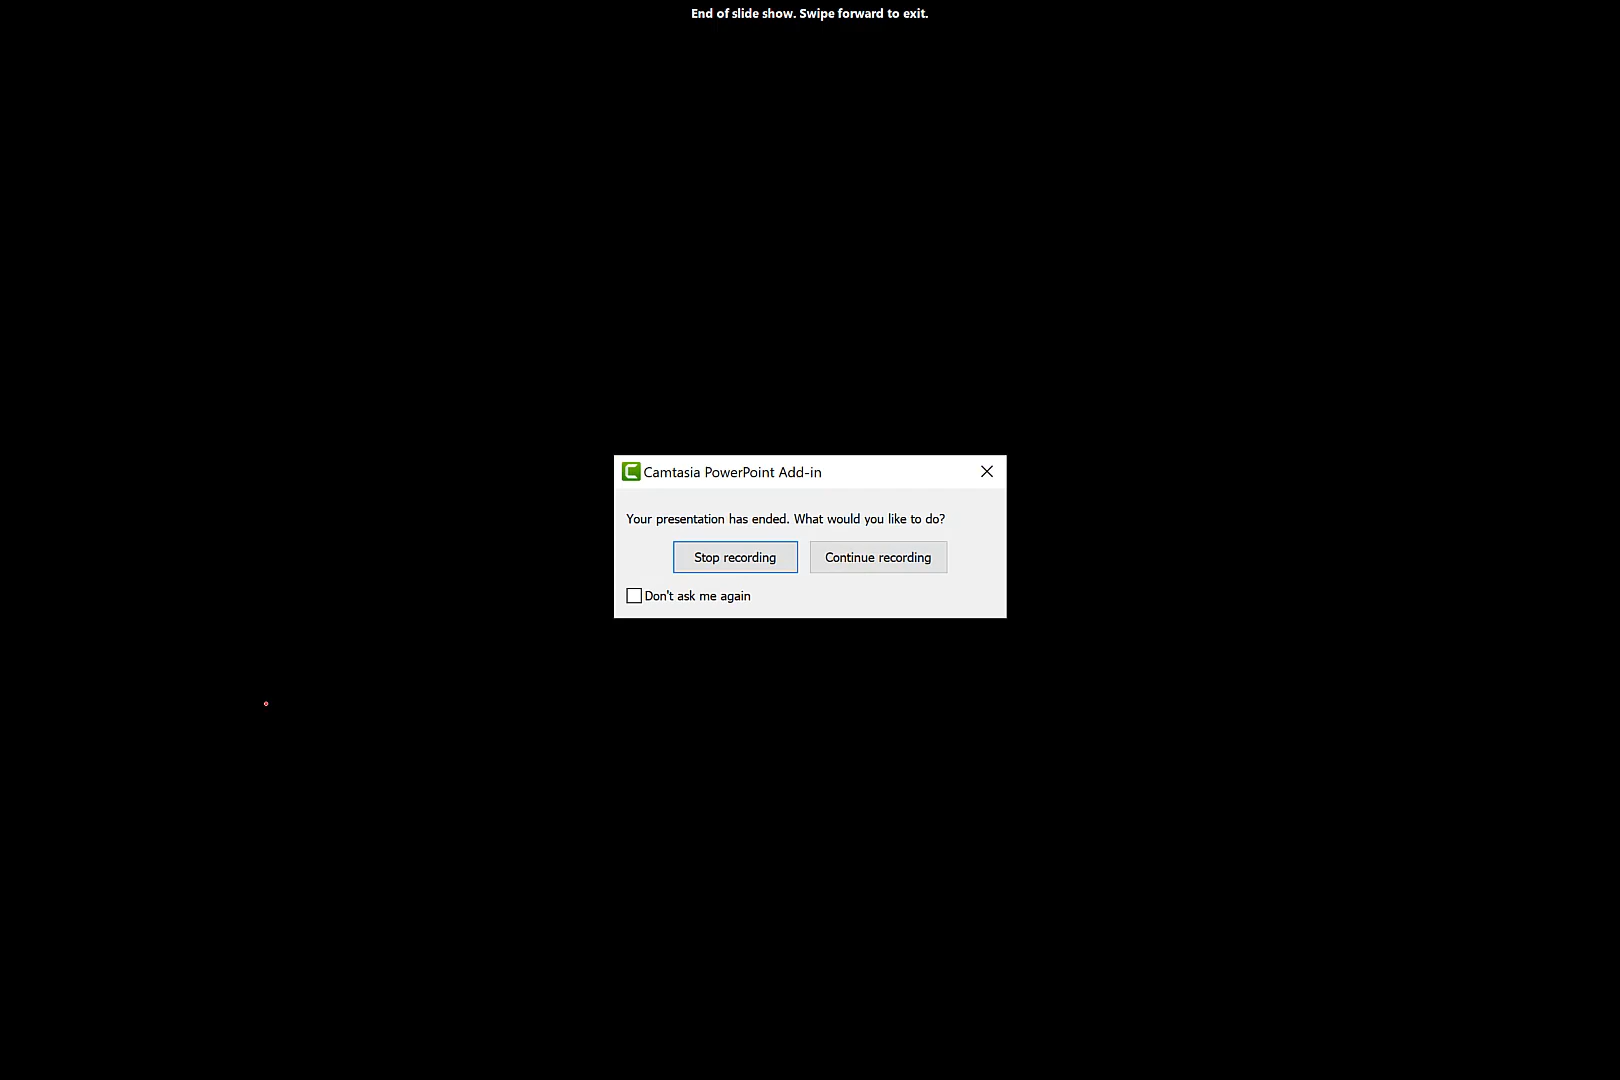 End of slide show. Swipe forward to exit.
Camtasia PowerPoint Add-in
Your presentation has ended. What would you like to do?
Stop recording
Continue recording
Don't ask me again